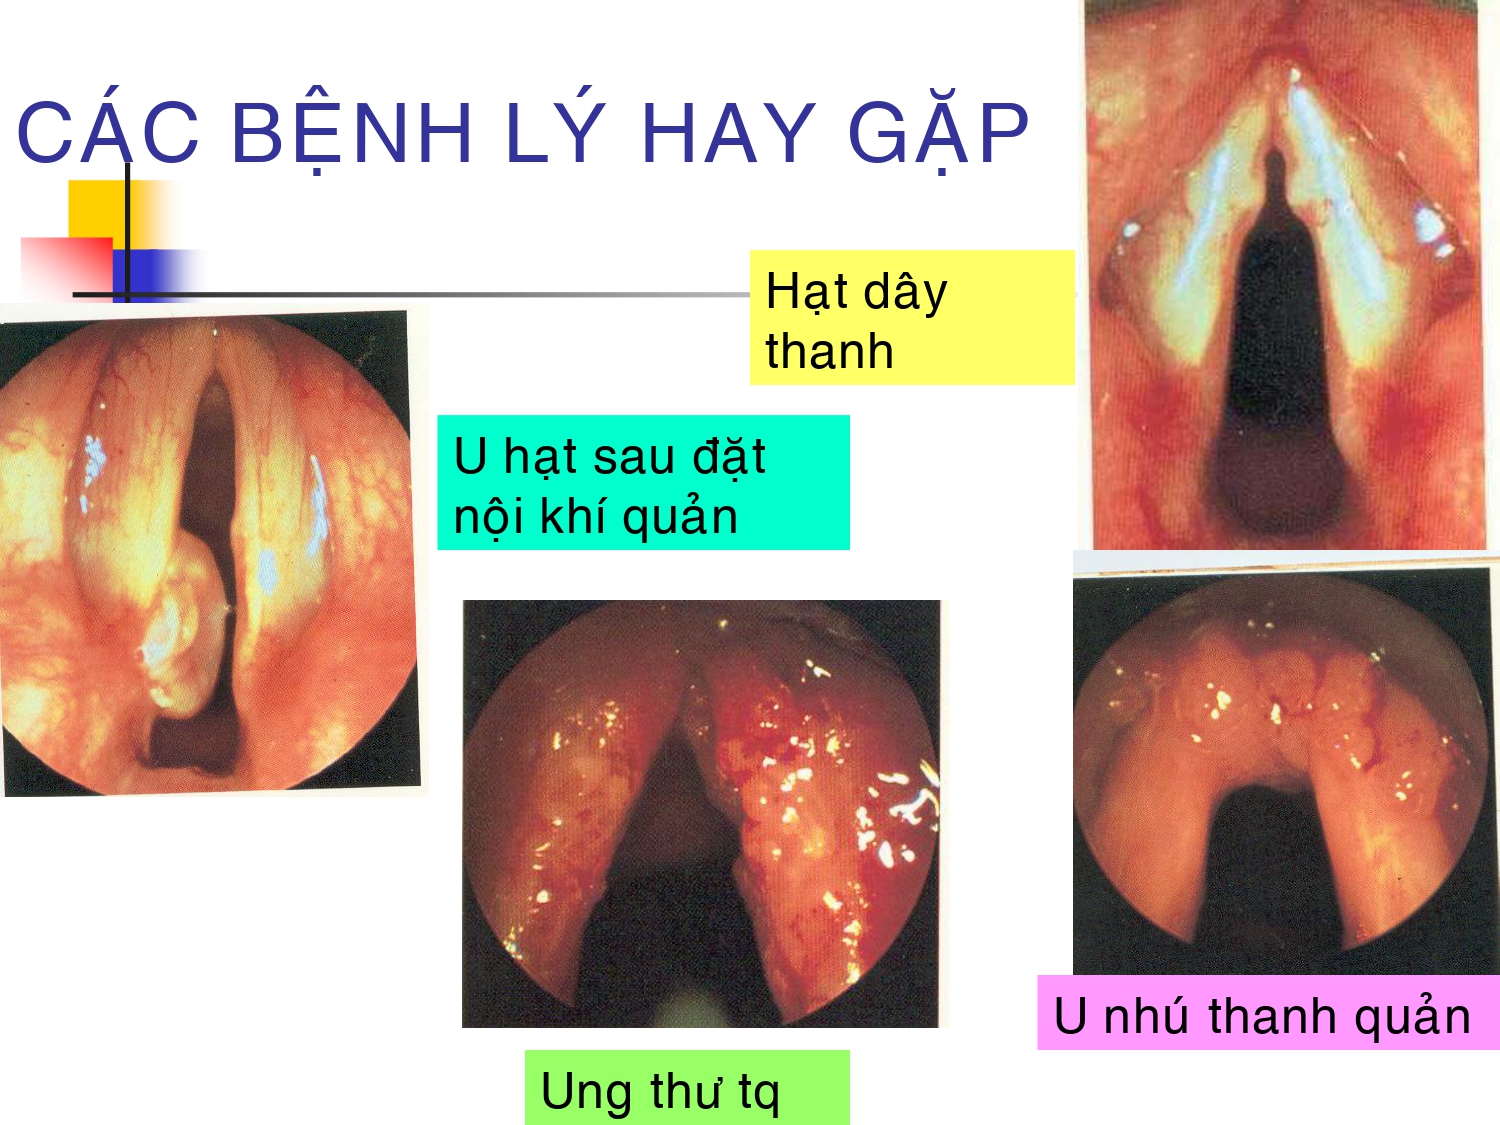 CÁC BỆNH LÝ HAY GẶP
Hạt dây
thanh
U hạt sau đặt
nội khí quản
U nhú thanh quản
Ung thư tq